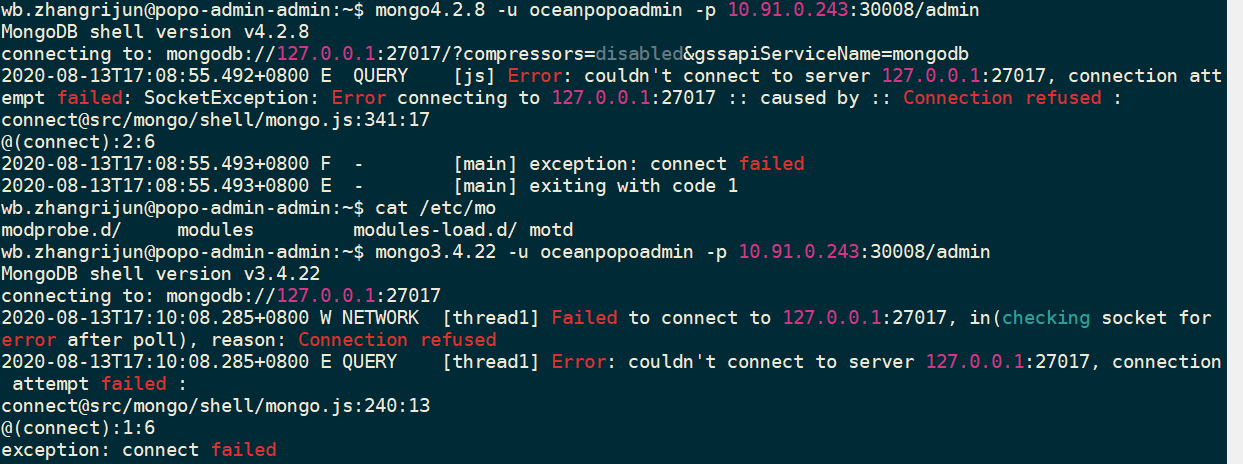 wb.zhangrijun@popo-admin-admin:~$ mongo4.2.8 -u oceanpopoadmin -p 10.91.0.243:30008/admin
MongoDB shell version v4.2.8
connecting to: mongodb://127.0.0.1:27017/?compressors=disabled&gssapiServiceName=mongodb
2020-08-13T17:08:55.492+0800 E  QUERY    [js] Error: couldn't connect to server 127.0.0.1:27017, connection att
empt failed: SocketException: Error connecting to 127.0.0.1:27017 :: caused by :: Connection refused :
connect@src/mongo/shell/mongo.js:341:17
@(connect):2:6
2020-08-13T17:08:55.493+0800 F  -        [main] exception: connect failed
2020-08-13T17:08:55.493+0800 E  -        [main] exiting with code 1
wb.zhangrijun@popo-admin-admin:~$ cat /etc/mo
modprobe.d/     modules         modules-load.d/ motd
wb.zhangrijun@popo-admin-admin:~$ mongo3.4.22 -u oceanpopoadmin -p 10.91.0.243:30008/admin
MongoDB shell version v3.4.22
connecting to: mongodb://127.0.0.1:27017
2020-08-13T17:10:08.285+0800 W NETWORK  [thread1] Failed to connect to 127.0.0.1:27017, in(checking socket for
error after poll), reason: Connection refused
2020-08-13T17:10:08.285+0800 E QUERY    [thread1] Error: couldn't connect to server 127.0.0.1:27017, connection
 attempt failed :
connect@src/mongo/shell/mongo.js:240:13
@(connect):1:6
exception: connect failed